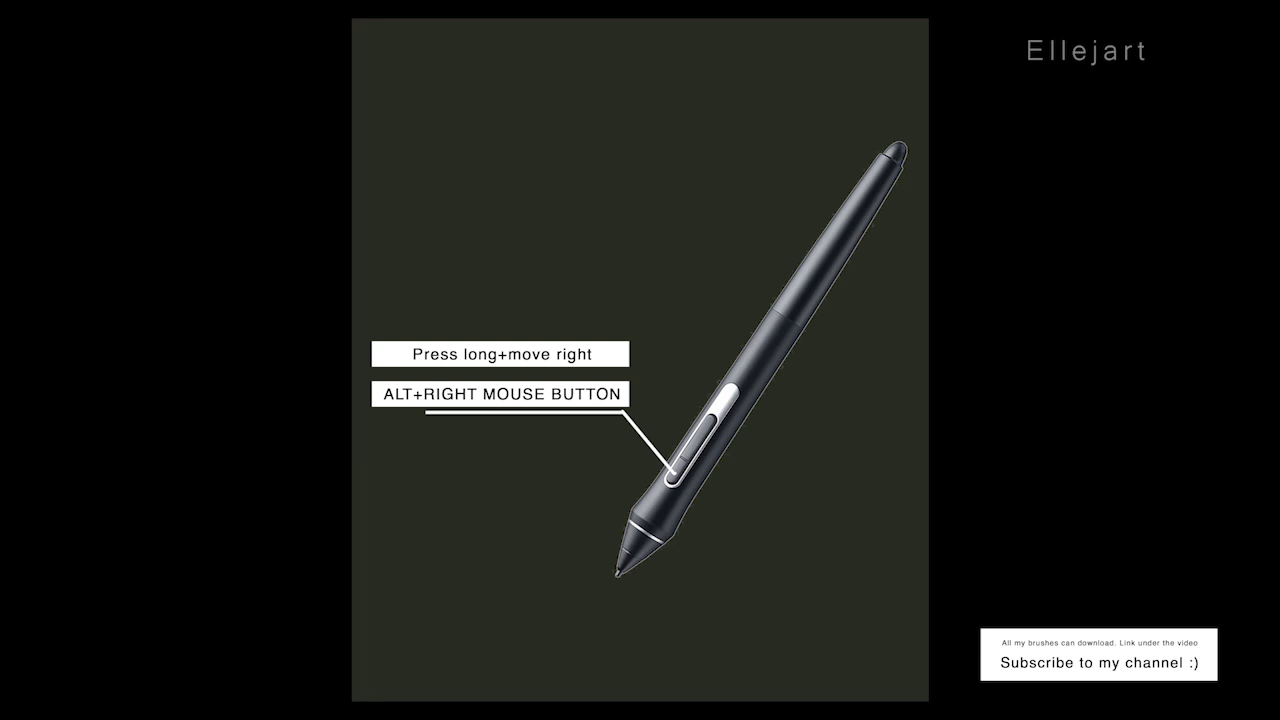 Ellejart
Press long+move right
ALT+RIGHT MOUSE BUTTON
All my brushes can download. Link under the video
Subscribe to my channel :)